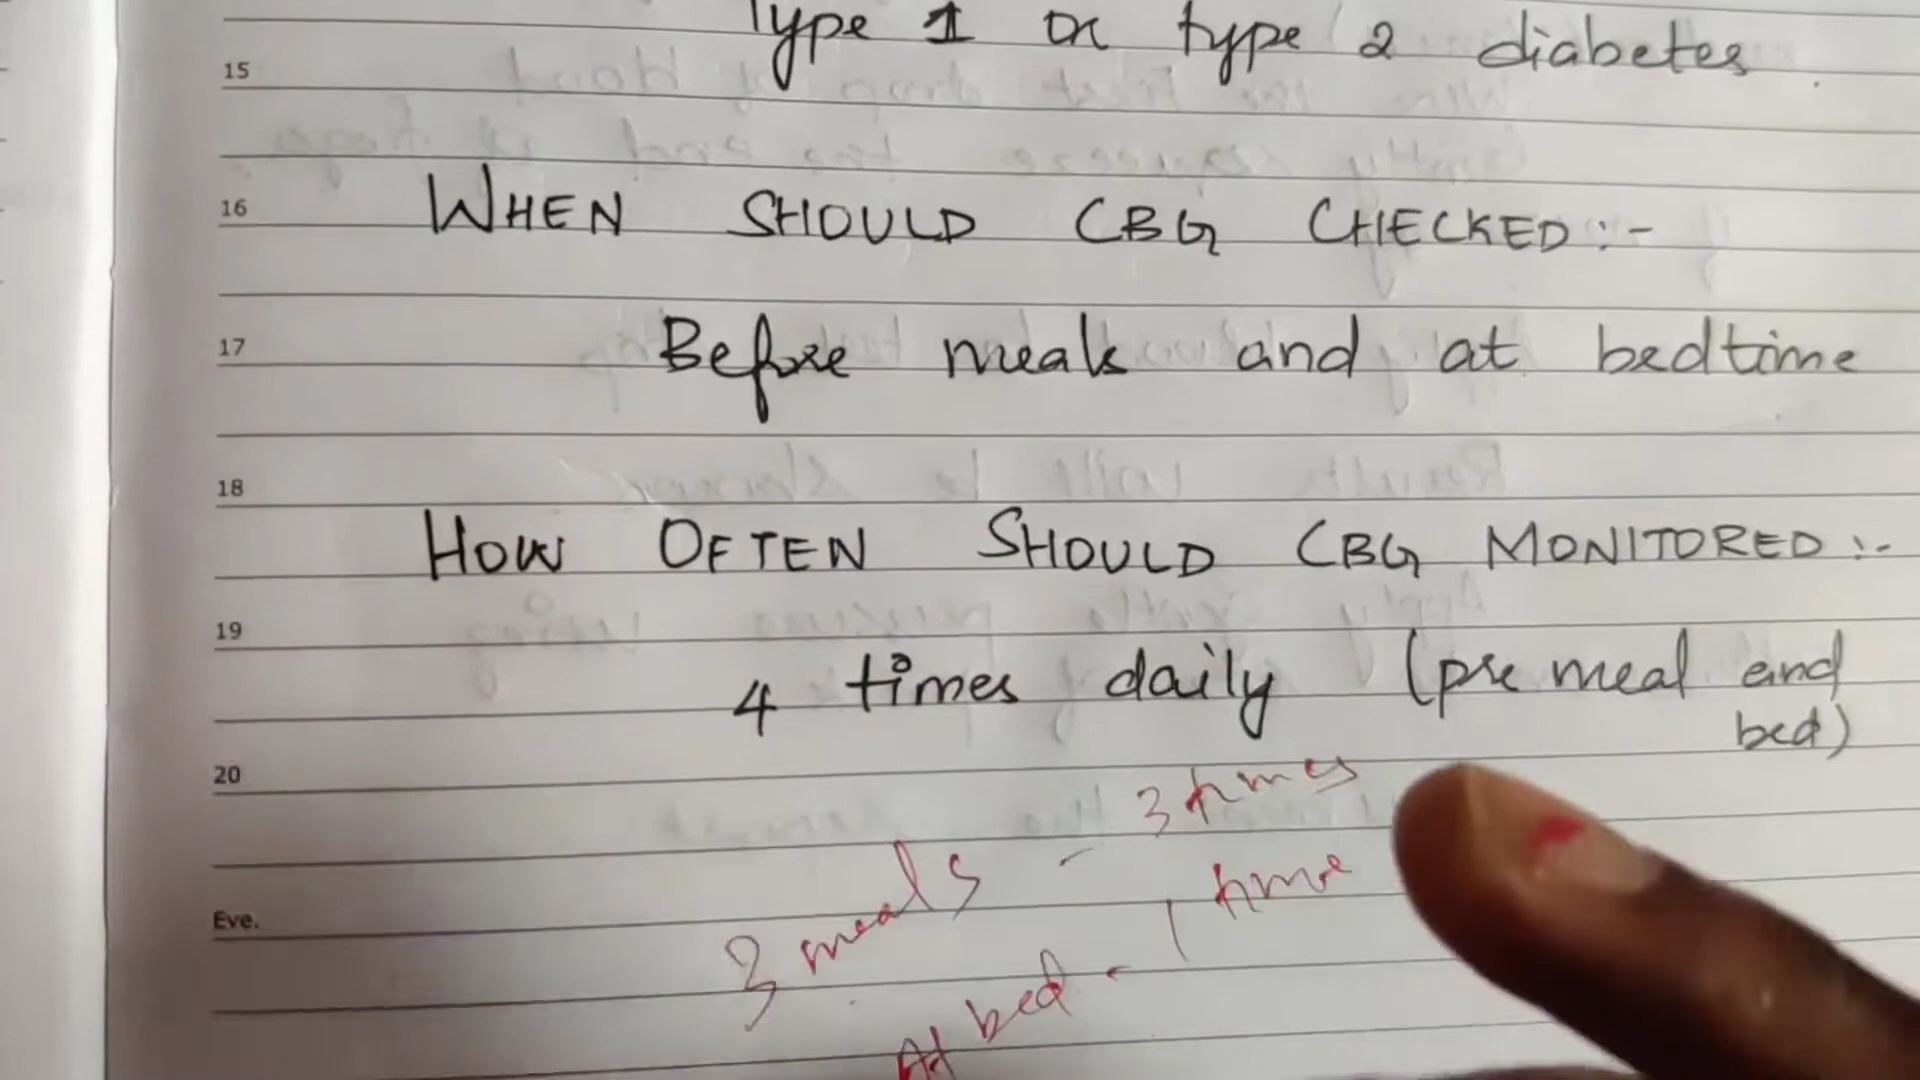 Type 1 or type 2 diabetes.
15
16 WHEN SHOULD CBG CHECKED :-
17 Before meals and at bedtime
18
HOW OFTEN SHOULD CBG MONITORED :-
19
4 times daily (pre meal and
bed)
20
3 meals - 3 times
Eve.
At bed - 1 time